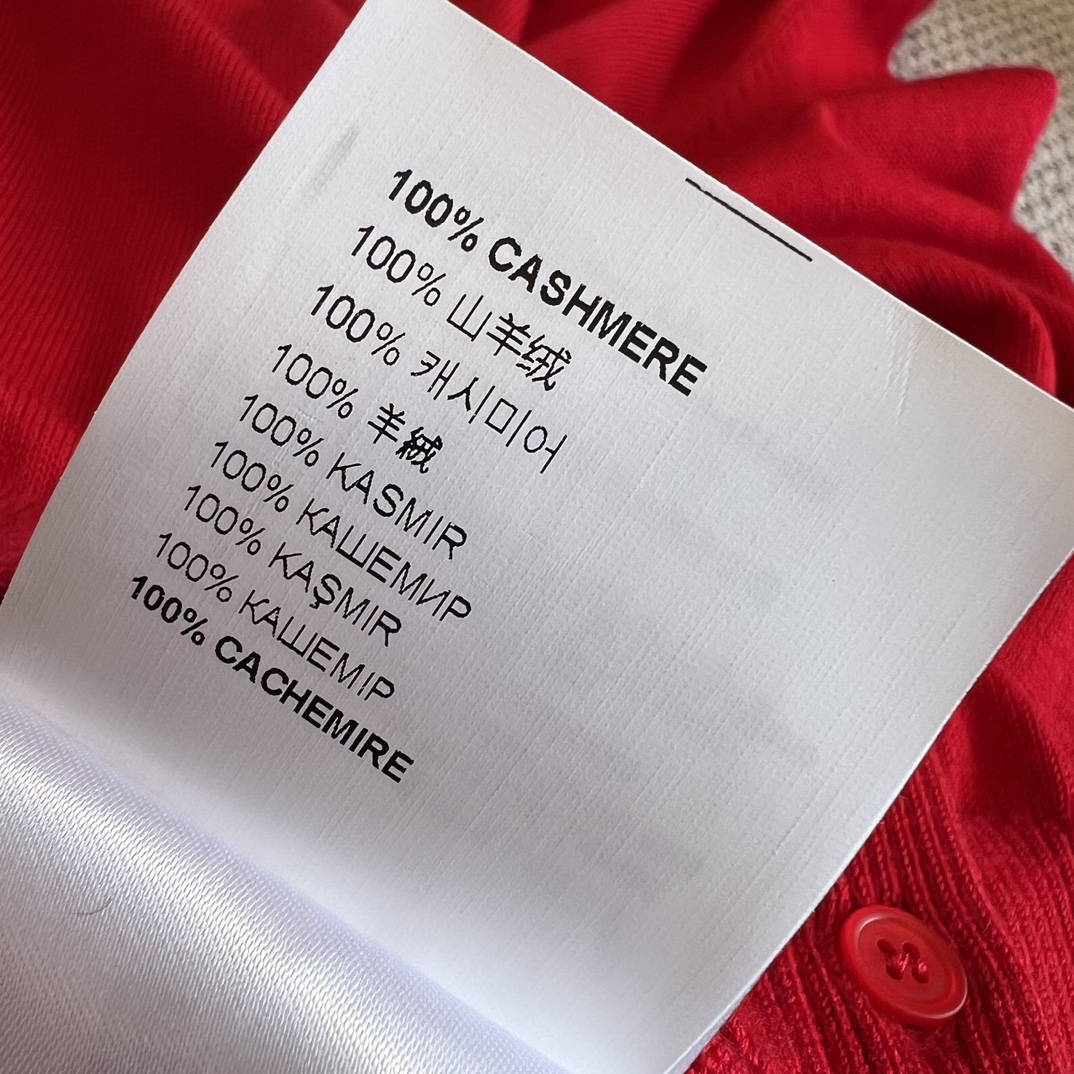 100% CASHMERE
100% 山羊绒
100% 캐시미어
100% 羊絨
100% KASMIR
100% КАШЕМИР
100% KAŞMIR
100% КАШЕМІР
100% CACHEMIRE